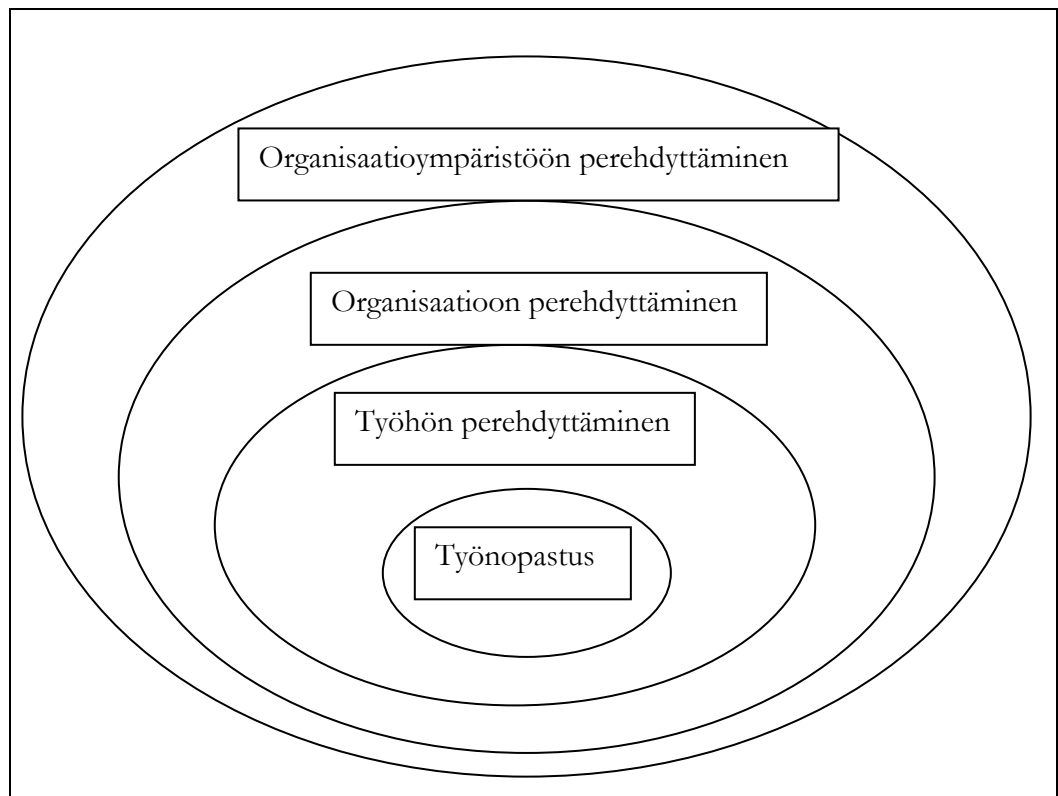 Organisaatioympäristöön perehdyttäminen
Organisaatioon perehdyttäminen
Työhön perehdyttäminen
Työnopastus